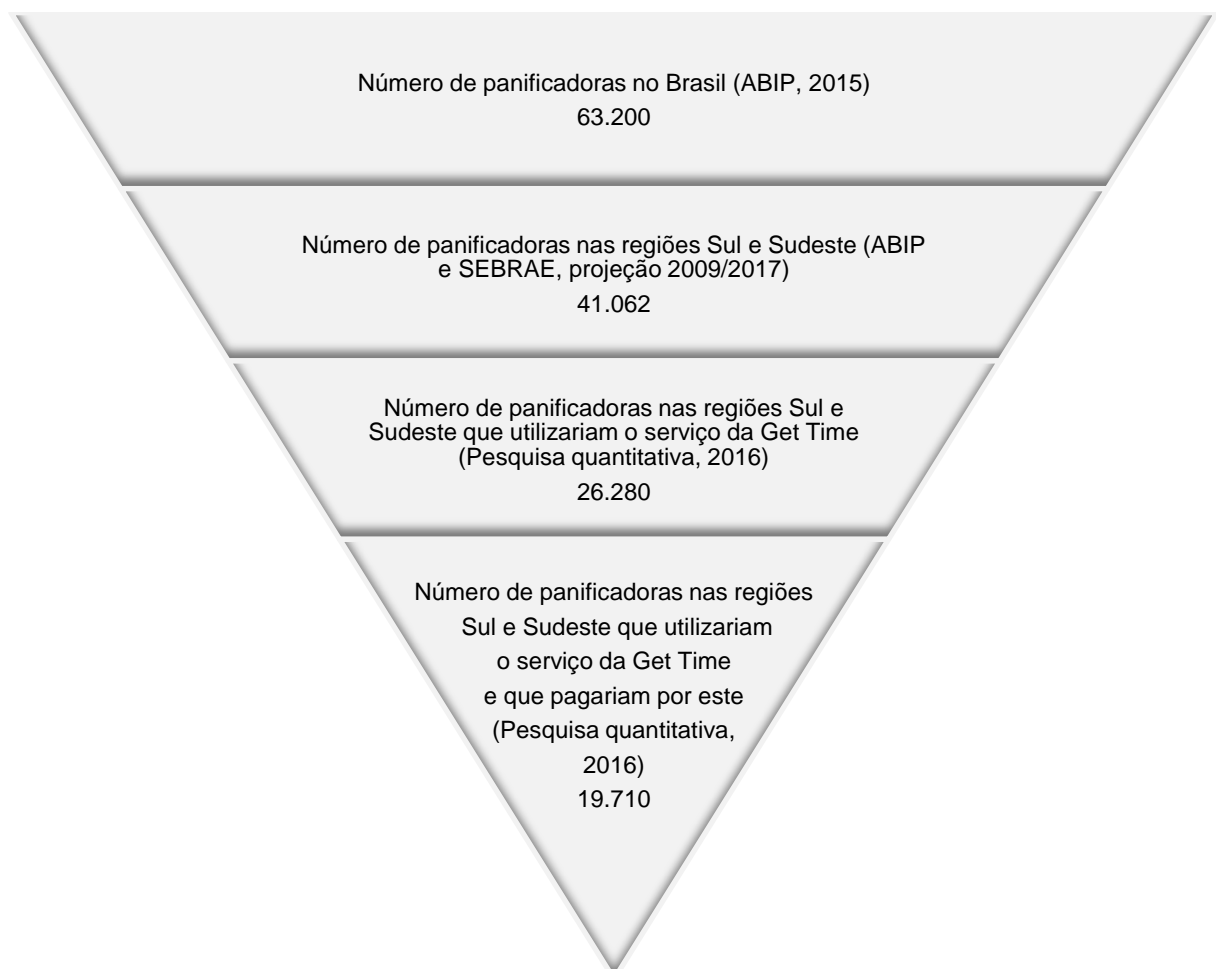 Número de panificadoras no Brasil (ABIP, 2015)
63.200
Número de panificadoras nas regiões Sul e Sudeste (ABIP
e SEBRAE, projeção 2009/2017)
41.062
Número de panificadoras nas regiões Sul e
Sudeste que utilizariam o serviço da Get Time
(Pesquisa quantitativa, 2016)
26.280
Número de panificadoras nas regiões
Sul e Sudeste que utilizariam
o serviço da Get Time
e que pagariam por este
(Pesquisa quantitativa,
2016)
19.710